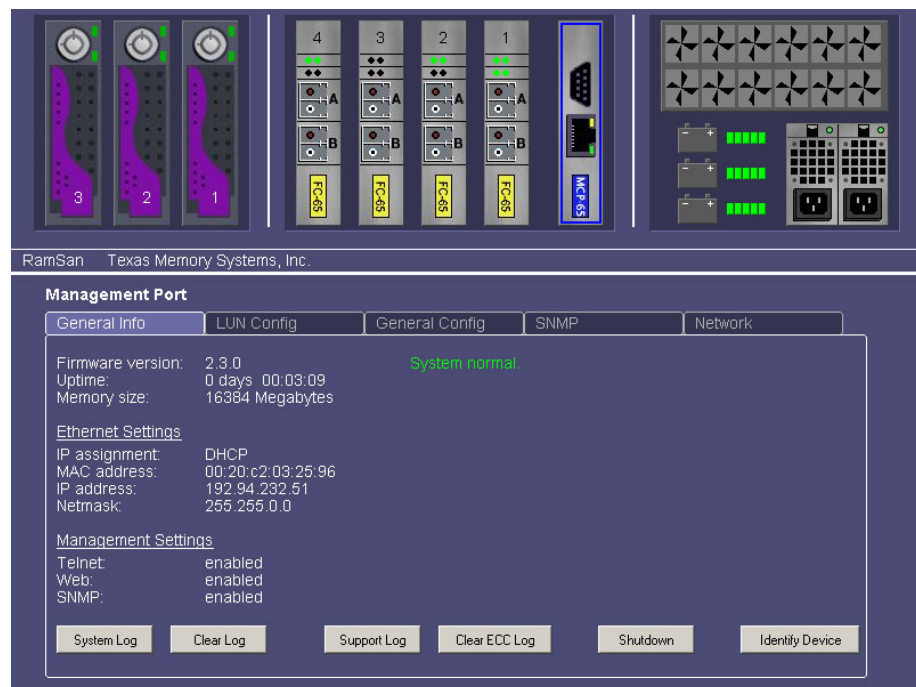 4 3 2 1
A A A A
B B B B
3 2 1
FC-65 FC-65 FC-65 FC-65 MCP-65
- +
- +
- +
RamSan Texas Memory Systems, Inc.
Management Port
General Info LUN Config General Config SNMP Network
Firmware version: 2.3.0 System normal.
Uptime: 0 days 00:03:09
Memory size: 16384 Megabytes
Ethernet Settings
IP assignment: DHCP
MAC address: 00:20:c2:03:25:96
IP address: 192.94.232.51
Netmask: 255.255.0.0
Management Settings
Telnet: enabled
Web: enabled
SNMP: enabled
System Log Clear Log Support Log Clear ECC Log Shutdown Identify Device